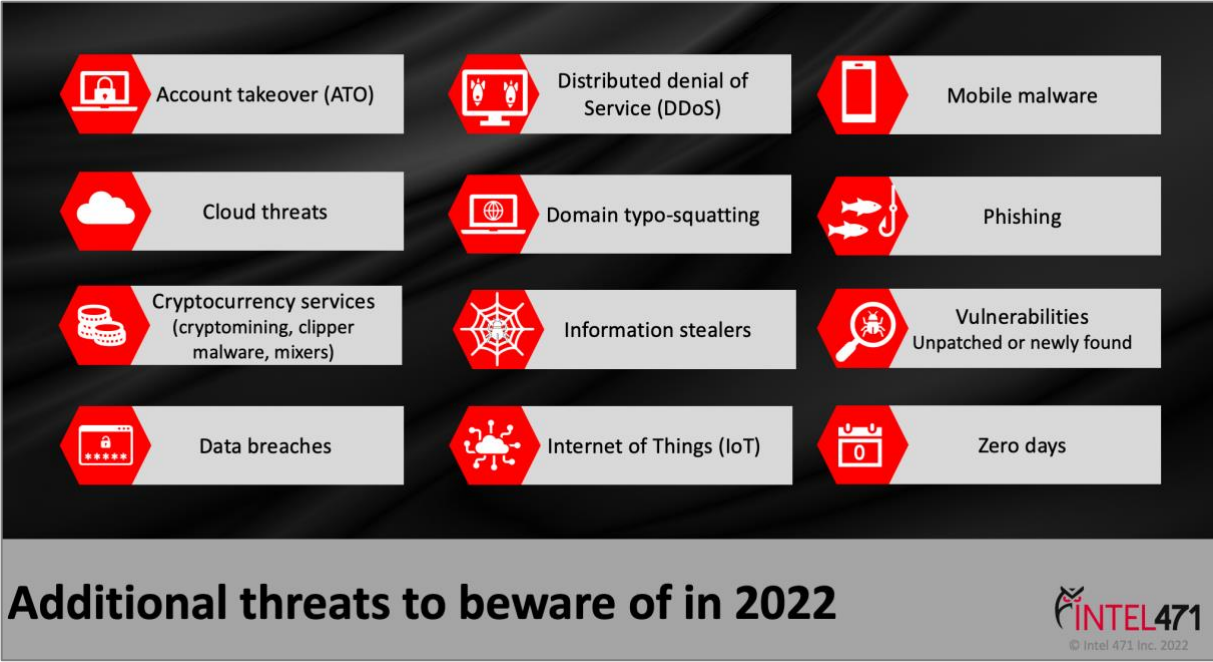 Account takeover (ATO)
Distributed denial of
Service (DDoS)
Mobile malware
Cloud threats
Domain typo-squatting
Phishing
Cryptocurrency services
(cryptomining, clipper
malware, mixers)
Information stealers
Vulnerabilities
Unpatched or newly found
*****
Data breaches
Internet of Things (IoT)
0
Zero days
Additional threats to beware of in 2022
INTEL471
© Intel 471 Inc. 2022